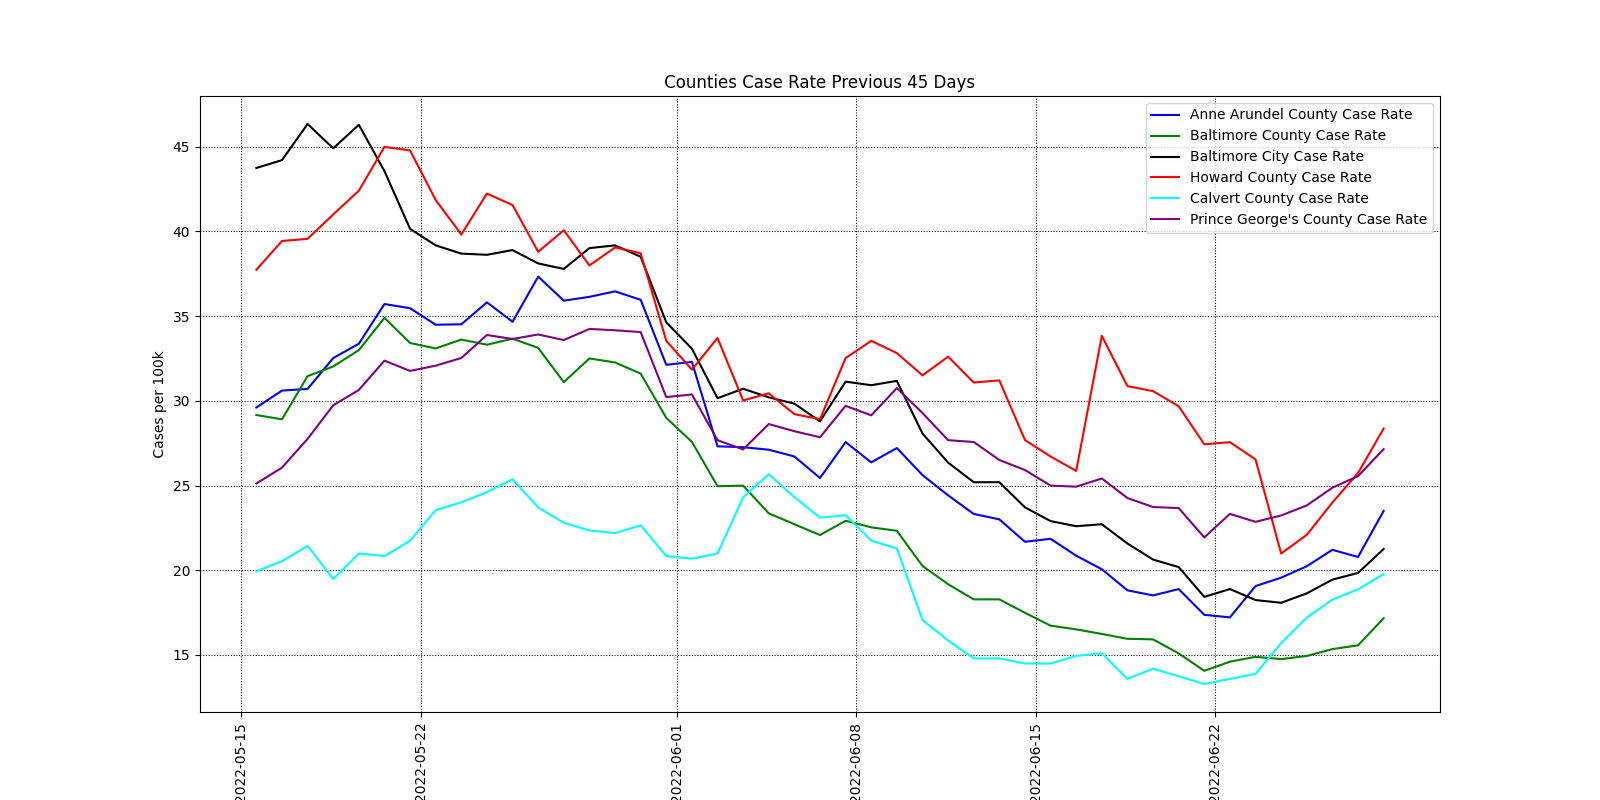 Counties Case Rate Previous 45 Days
Anne Arundel County Case Rate
Baltimore County Case Rate
Baltimore City Case Rate
Howard County Case Rate
Calvert County Case Rate
Prince George's County Case Rate
Cases per 100k
45
40
35
30
25
20
15
2022-05-15
2022-05-22
2022-06-01
2022-06-08
2022-06-15
2022-06-22